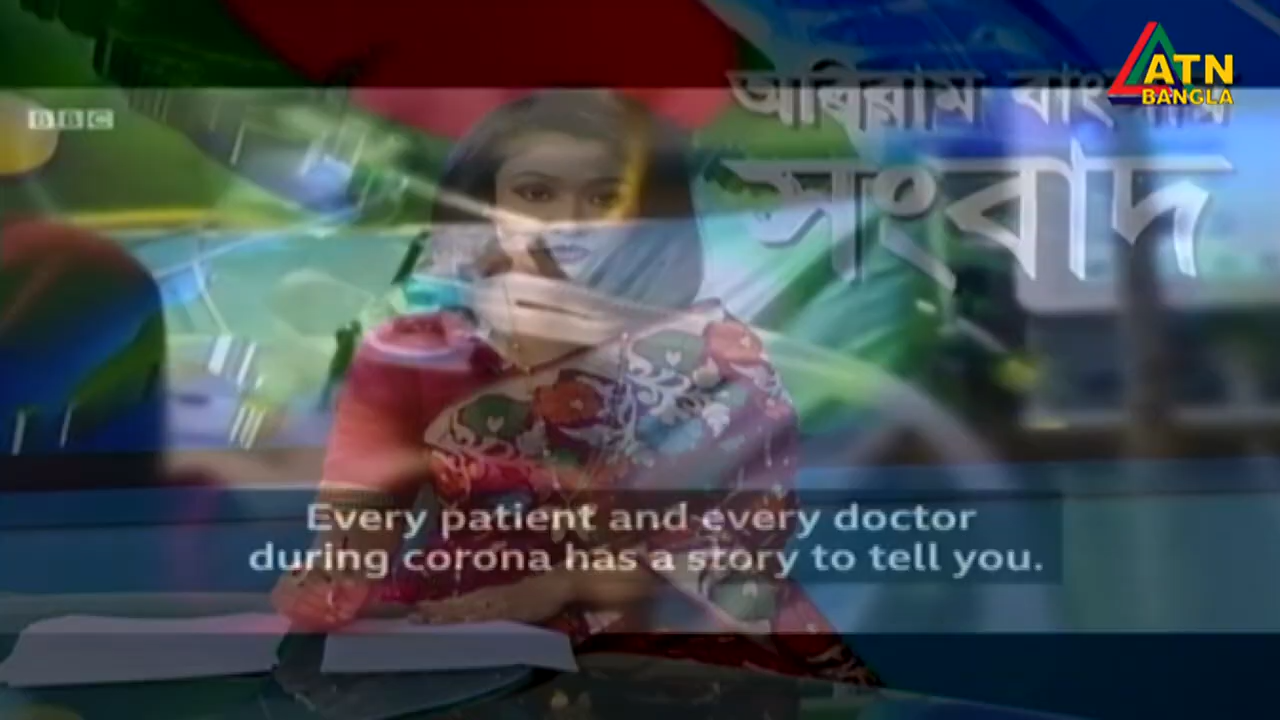 ATN
BANGLA
BBC
অবিরাম বাংলার
সংবাদ
Every patient and every doctor
during corona has a story to tell you.